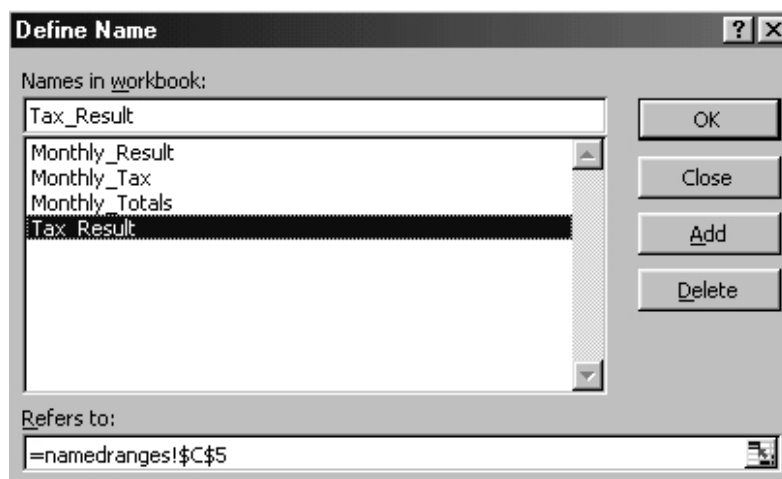 Define Name
Names in workbook:
Tax_Result
OK
Monthly_Result
Monthly_Tax
Monthly_Totals
Tax_Result
Close
Add
Delete
Refers to:
=namedranges!$C$5